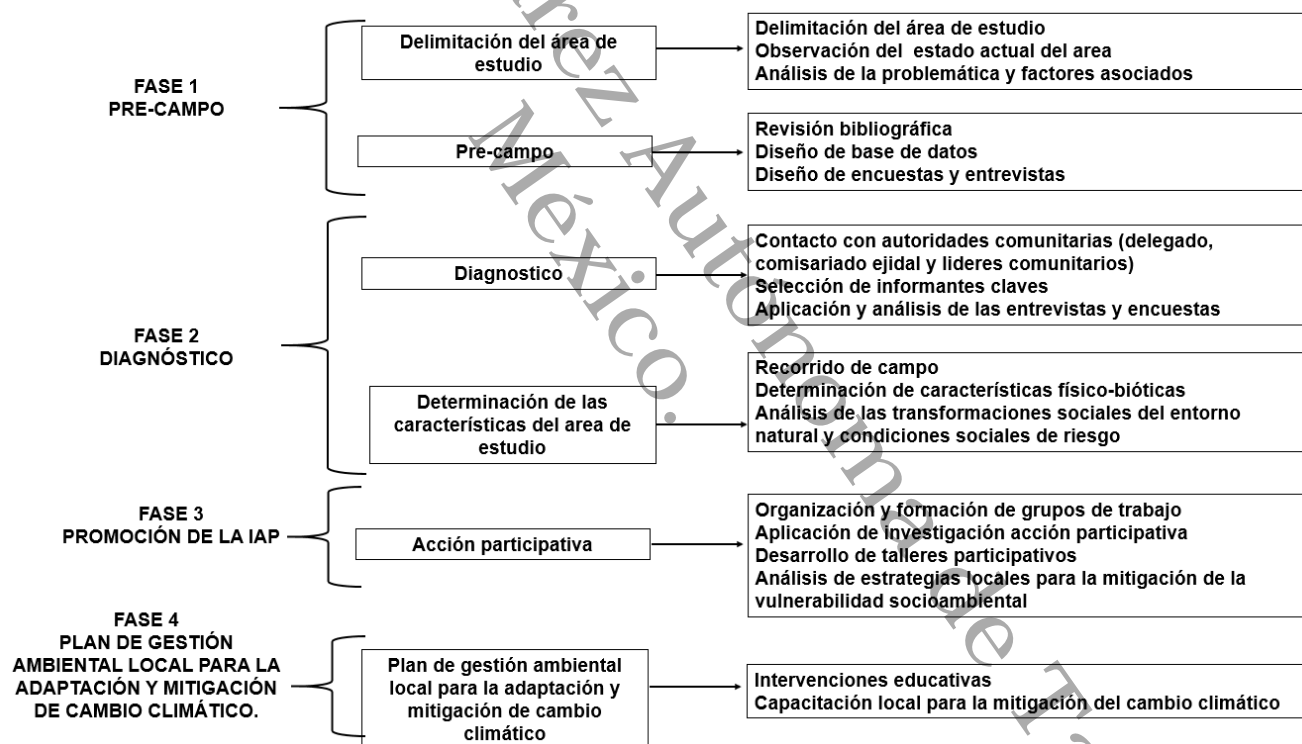 FASE 1
PRE-CAMPO
Delimitación del área de
estudio
Delimitación del área de estudio
Observación del estado actual del area
Análisis de la problemática y factores asociados
Pre-campo
Revisión bibliográfica
Diseño de base de datos
Diseño de encuestas y entrevistas
FASE 2
DIAGNÓSTICO
Diagnostico
Contacto con autoridades comunitarias (delegado,
comisariado ejidal y lideres comunitarios)
Selección de informantes claves
Aplicación y análisis de las entrevistas y encuestas
Determinación de las
características del area de
estudio
Recorrido de campo
Determinación de características físico-bióticas
Análisis de las transformaciones sociales del entorno
natural y condiciones sociales de riesgo
FASE 3
PROMOCIÓN DE LA IAP
Acción participativa
Organización y formación de grupos de trabajo
Aplicación de investigación acción participativa
Desarrollo de talleres participativos
Análisis de estrategias locales para la mitigación de la
vulnerabilidad socioambiental
FASE 4
PLAN DE GESTIÓN
AMBIENTAL LOCAL PARA LA
ADAPTACIÓN Y MITIGACIÓN
DE CAMBIO CLIMÁTICO.
Plan de gestión ambiental
local para la adaptación y
mitigación de cambio
climático
Intervenciones educativas
Capacitación local para la mitigación del cambio climático
Autónoma de
México.